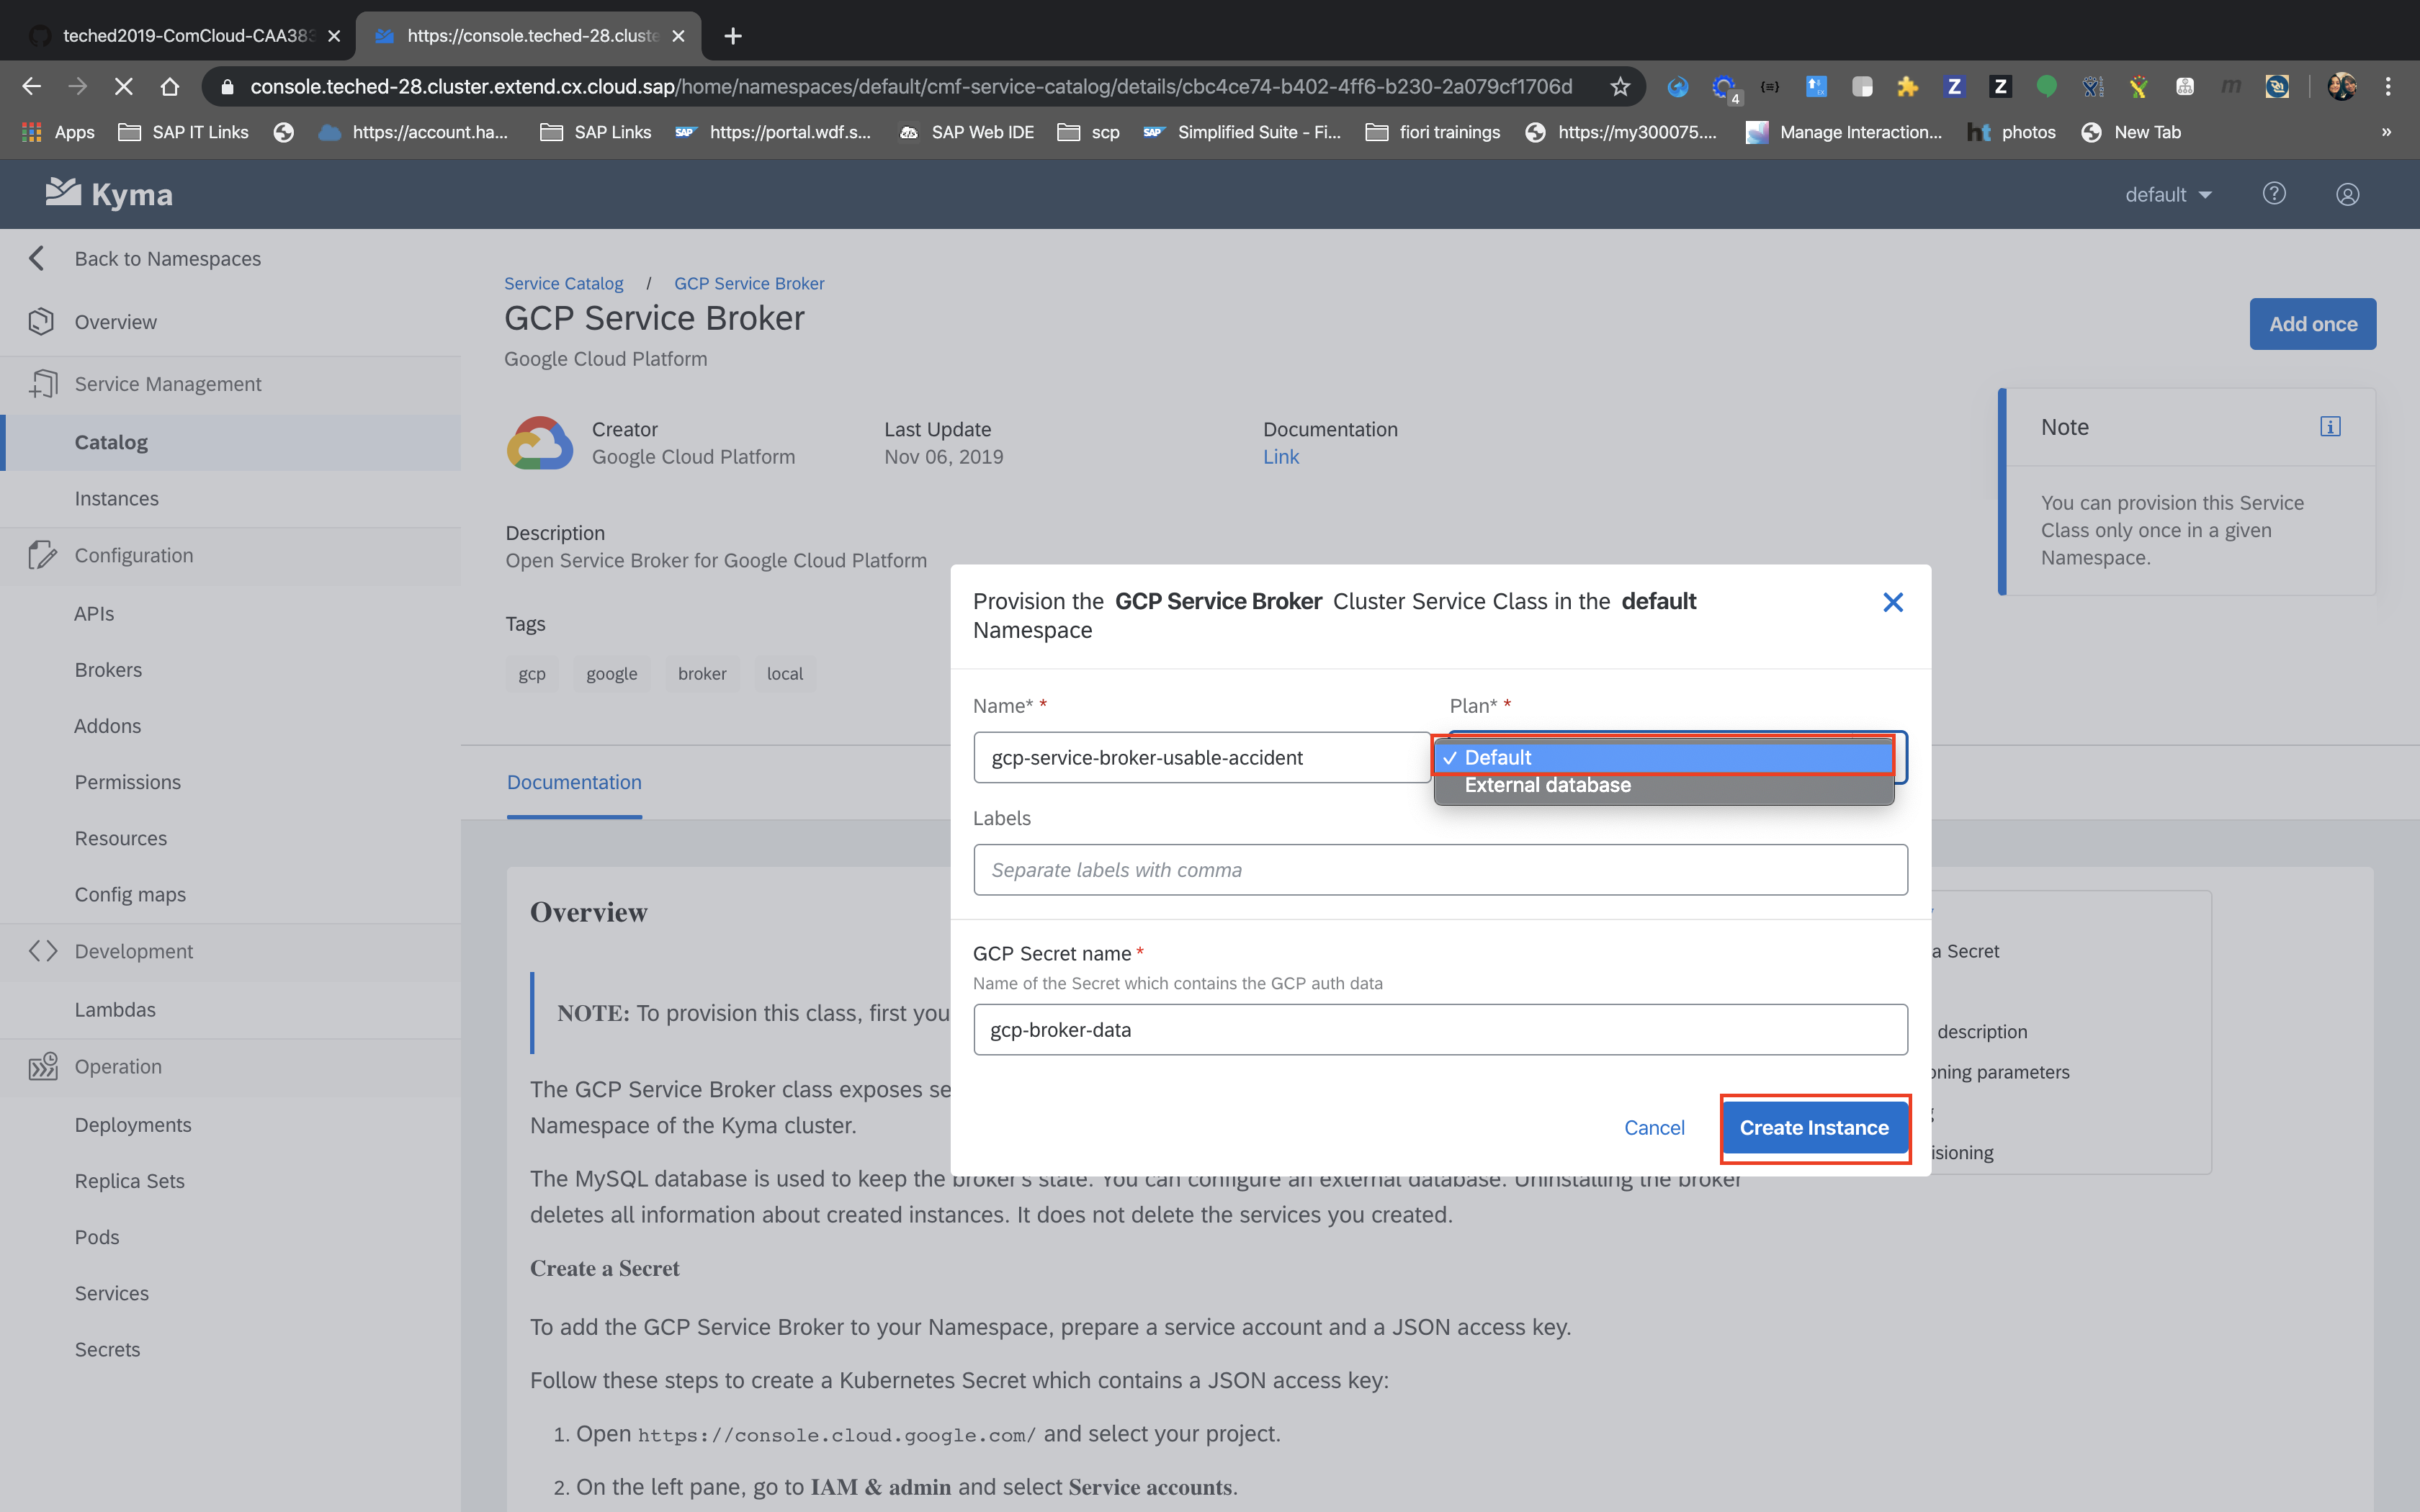 teched2019-ComCloud-CAA383
https://console.teched-28.cluste
console.teched-28.cluster.extend.cx.cloud.sap/home/namespaces/default/cmf-service-catalog/details/cbc4ce74-b402-4ff6-b230-2a079cf1706d
4
Apps
SAP IT Links
https://account.ha...
SAP Links
SAP
https://portal.wdf.s...
SAP Web IDE
scp
SAP
Simplified Suite - Fi...
fiori trainings
https://my300075....
Manage Interaction...
ht
photos
New Tab
»
Kyma
default
Back to Namespaces
Overview
Service Management
Catalog
Instances
Configuration
APIs
Brokers
Addons
Permissions
Resources
Config maps
Development
Lambdas
Operation
Deployments
Replica Sets
Pods
Services
Secrets
Service Catalog / GCP Service Broker
GCP Service Broker
Google Cloud Platform
Add once
Creator
Google Cloud Platform
Last Update
Nov 06, 2019
Documentation
Link
Note
You can provision this Service
Class only once in a given
Namespace.
Description
Open Service Broker for Google Cloud Platform
Tags
gcp google broker local
Documentation
Provision the GCP Service Broker Cluster Service Class in the default
Namespace
Name* *
gcp-service-broker-usable-accident
Plan* *
✓ Default
External database
Labels
Separate labels with comma
GCP Secret name *
Name of the Secret which contains the GCP auth data
gcp-broker-data
Cancel
Create Instance
Overview
NOTE: To provision this class, first you
The GCP Service Broker class exposes se
Namespace of the Kyma cluster.
The MySQL database is used to keep the broker's state. You can configure an external database. Uninstalling the broker
deletes all information about created instances. It does not delete the services you created.
Create a Secret
To add the GCP Service Broker to your Namespace, prepare a service account and a JSON access key.
Follow these steps to create a Kubernetes Secret which contains a JSON access key:
1. Open https://console.cloud.google.com/ and select your project.
2. On the left pane, go to IAM & admin and select Service accounts.
a Secret
description
oning parameters
isioning